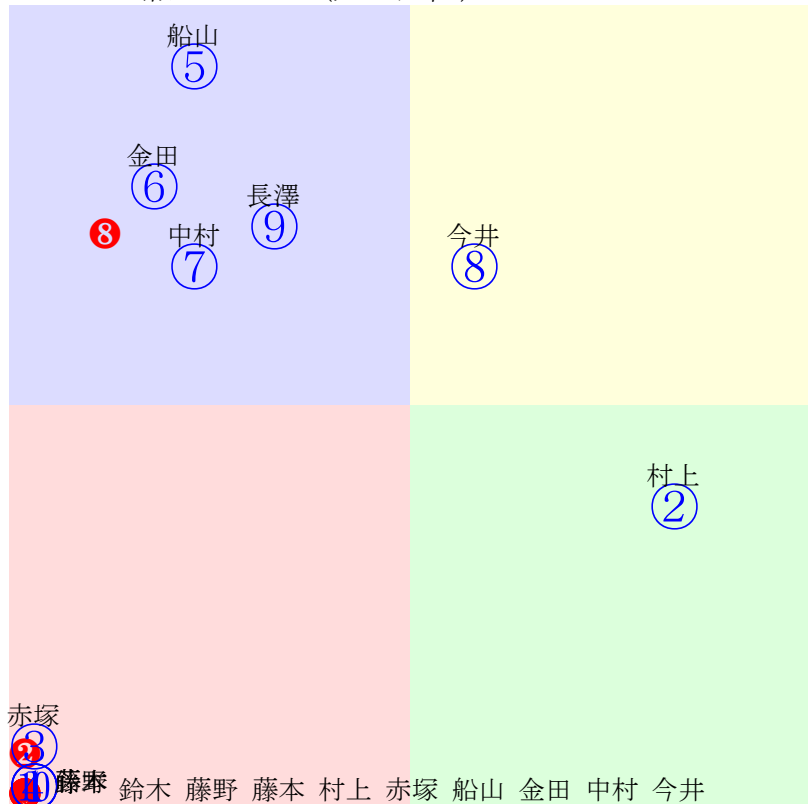 船山
⑤
金田
⑥
長澤
⑨
❽
中村
⑦
今井
⑧
村上
②
赤塚
③
鈴木 藤野 藤本 村上 赤塚 船山 金田 中村 今井